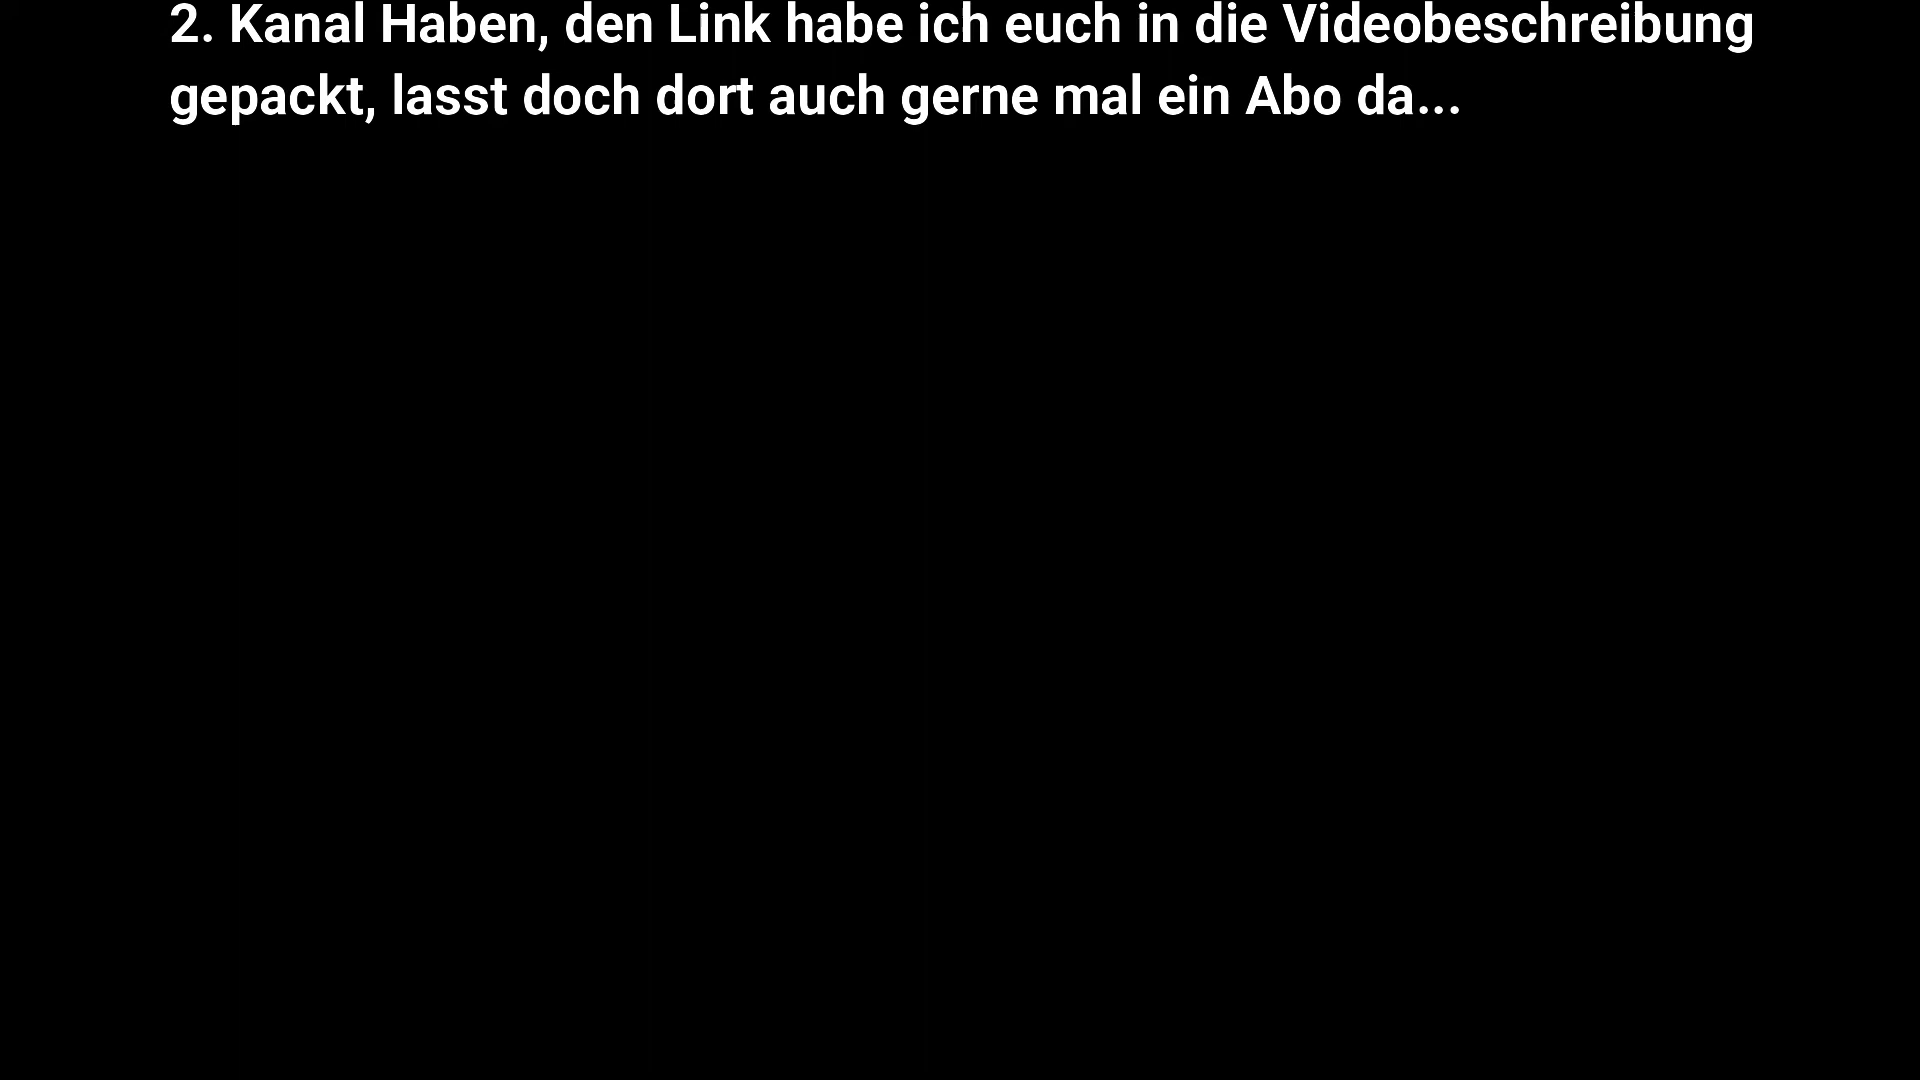 2. Kanal Haben, den Link habe ich euch in die Videobeschreibung
gepackt, lasst doch dort auch gerne mal ein Abo da...